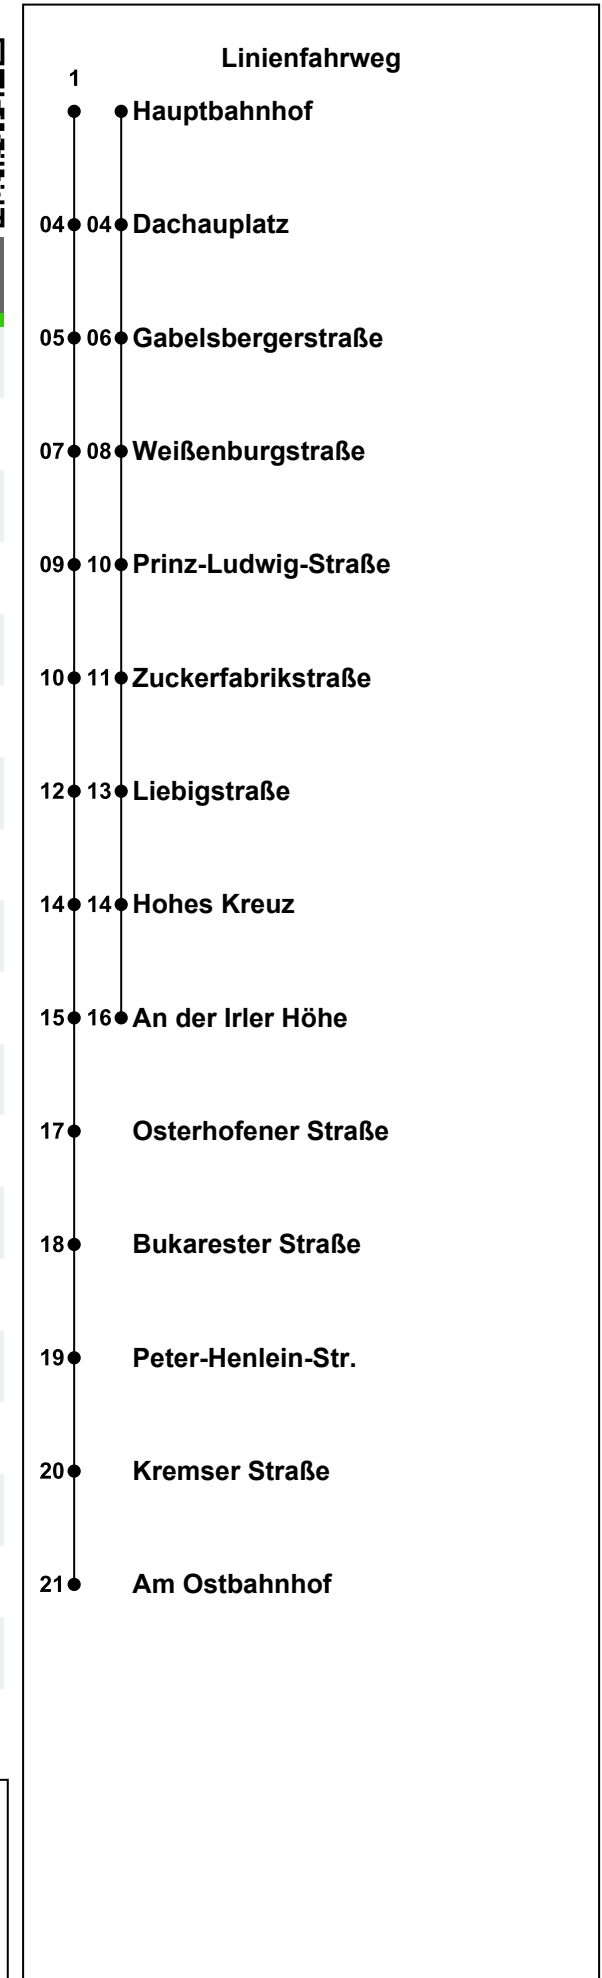 Linienfahrweg
1
Hauptbahnhof
04 04 Dachauplatz
05 06 Gabelsbergerstraße
07 08 Weißenburgstraße
09 10 Prinz-Ludwig-Straße
10 11 Zuckerfabrikstraße
12 13 Liebigstraße
14 14 Hohes Kreuz
15 16 An der Irler Höhe
17 Osterhofener Straße
18 Bukarester Straße
19 Peter-Henlein-Str.
20 Kremser Straße
21 Am Ostbahnhof